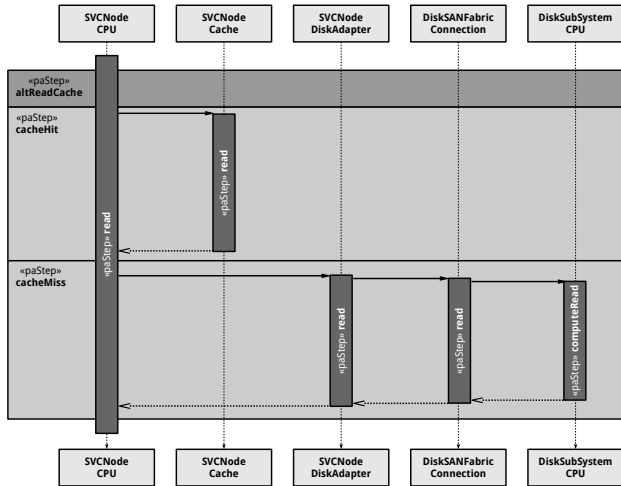 SVCNode
CPU
SVCNode
Cache
SVCNode
DiskAdapter
DiskSANFabric
Connection
DiskSubSystem
CPU
«paStep»
altReadCache
«paStep»
cacheHit
«paStep» read
«paStep» read
«paStep»
cacheMiss
«paStep» read
«paStep» read
«paStep» computeRead
SVCNode
CPU
SVCNode
Cache
SVCNode
DiskAdapter
DiskSANFabric
Connection
DiskSubSystem
CPU